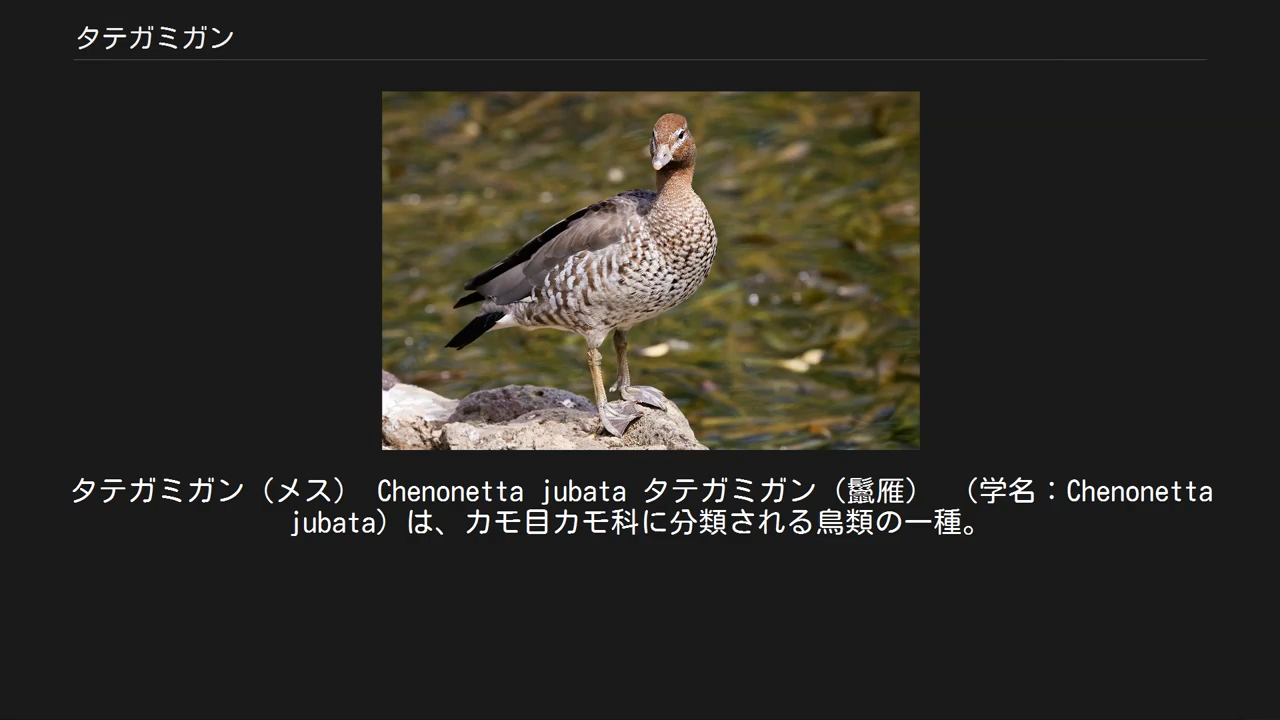 タテガミガン
タテガミガン（メス） Chenonetta jubata タテガミガン（鬣雁） （学名：Chenonetta
jubata）は、カモ目カモ科に分類される鳥類の一種。